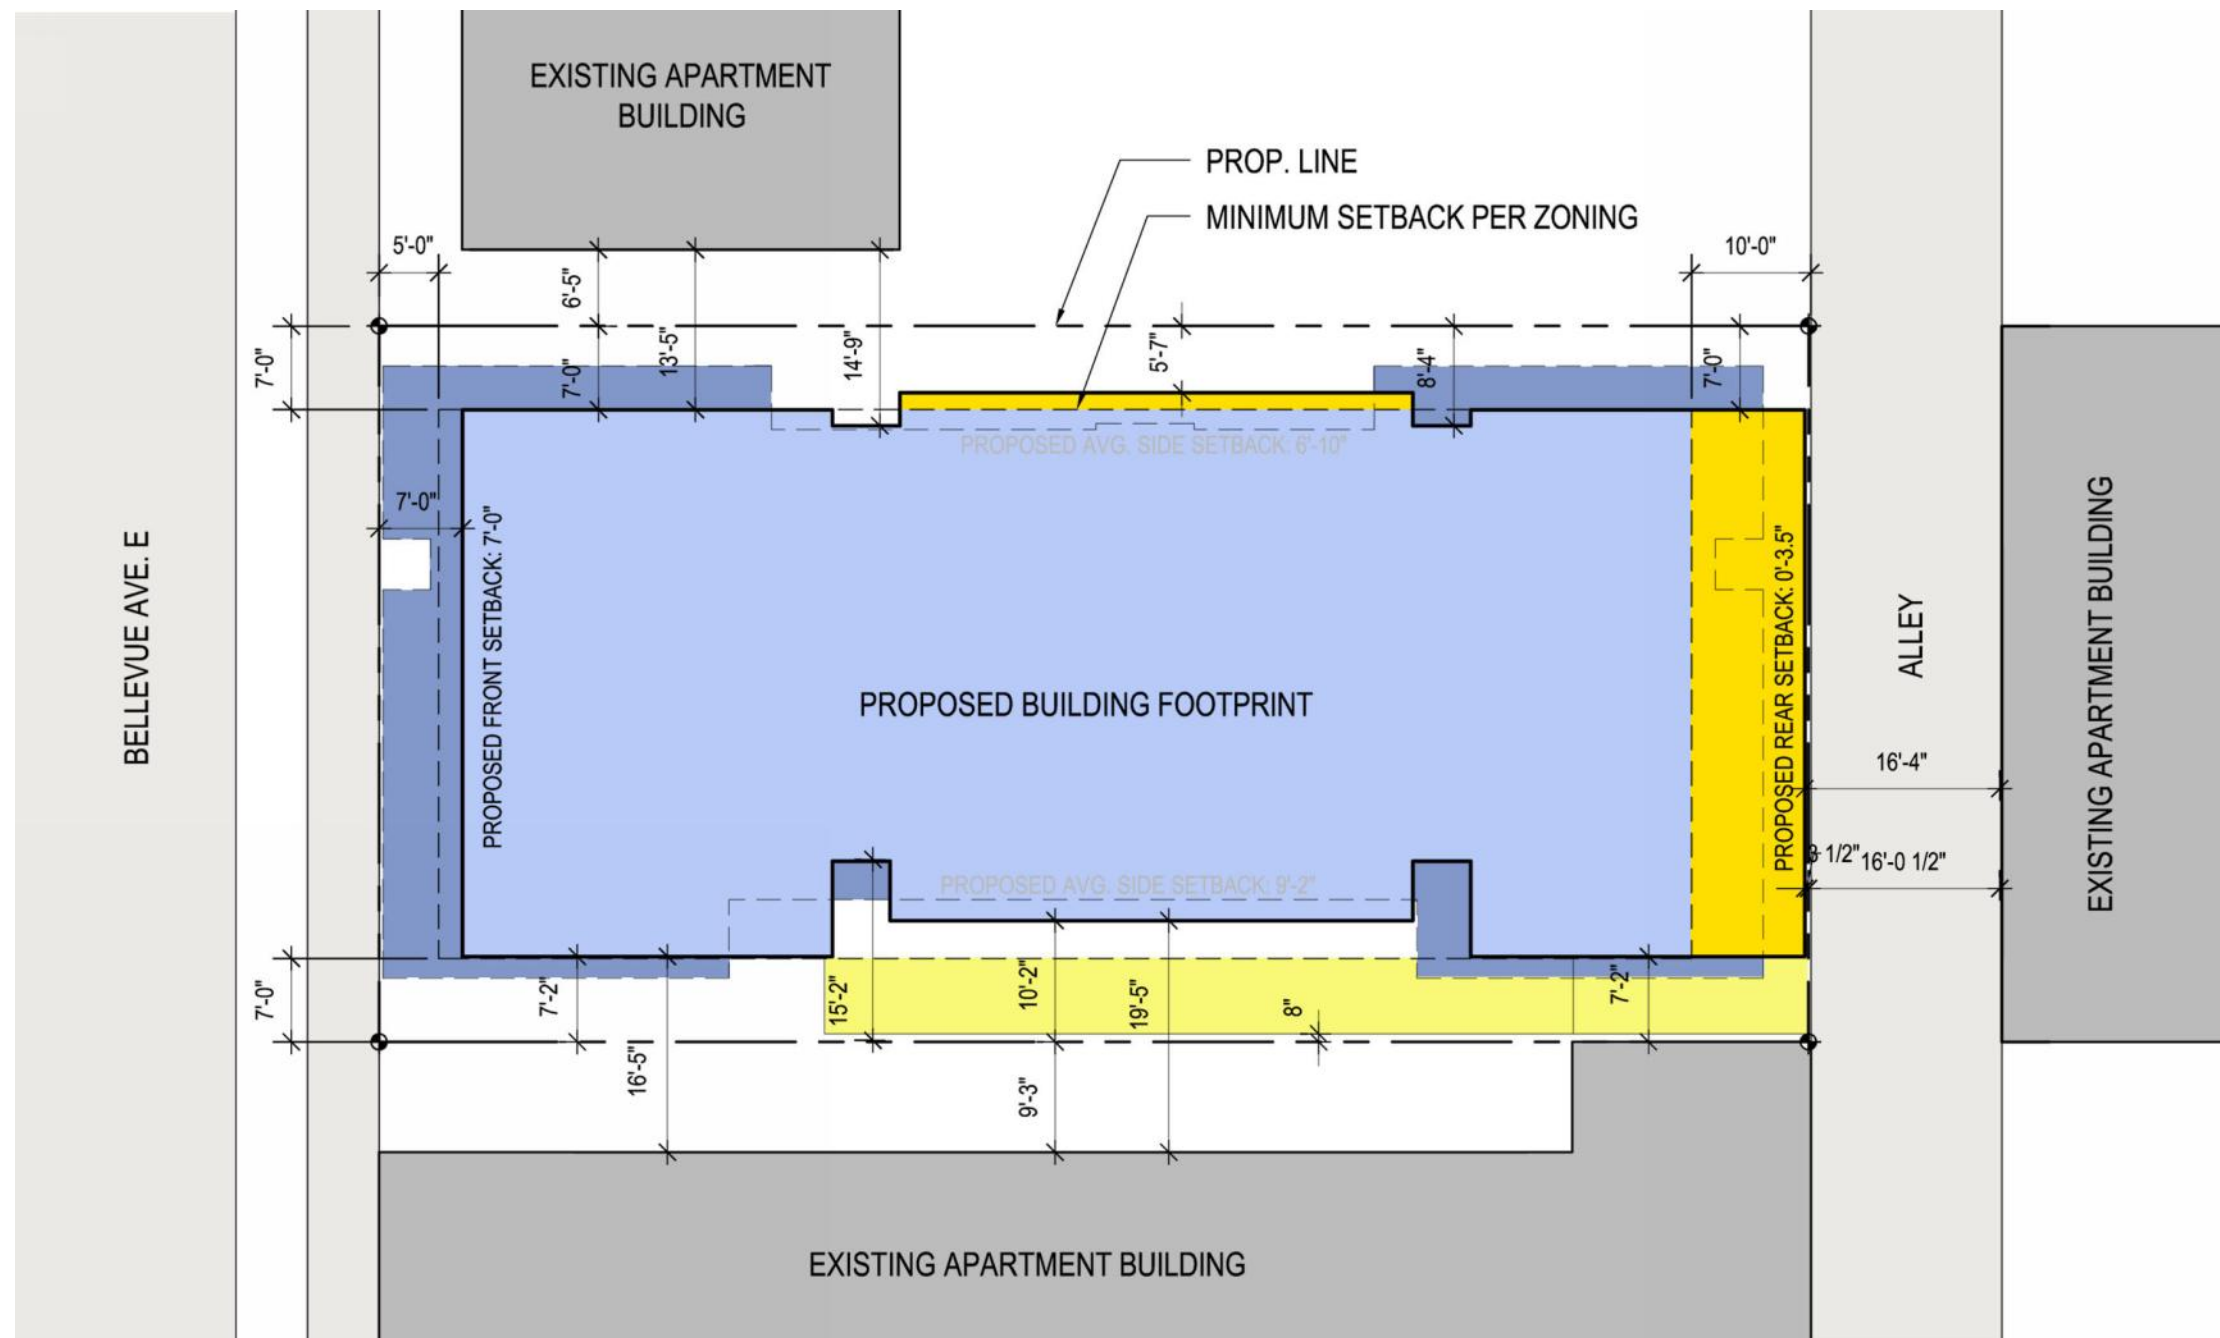 EXISTING APARTMENT
BUILDING
PROP. LINE
MINIMUM SETBACK PER ZONING
5'-0"
10'-0"
6'-5"
7'-0"
7'-0"
13'-5"
14'-9"
5'-7"
8'-4"
7'-0"
PROPOSED AVG. SIDE SETBACK: 6'-10"
7'-0"
PROPOSED FRONT SETBACK: 7'-0"
BELLEVUE AVE. E
PROPOSED BUILDING FOOTPRINT
PROPOSED REAR SETBACK: 0'-3.5"
ALLEY
EXISTING APARTMENT BUILDING
16'-4"
3 1/2"
16'-0 1/2"
PROPOSED AVG. SIDE SETBACK: 9'-2"
7'-0"
7'-2"
16'-5"
15'-2"
10'-2"
19'-5"
8"
7'-2"
9'-3"
EXISTING APARTMENT BUILDING